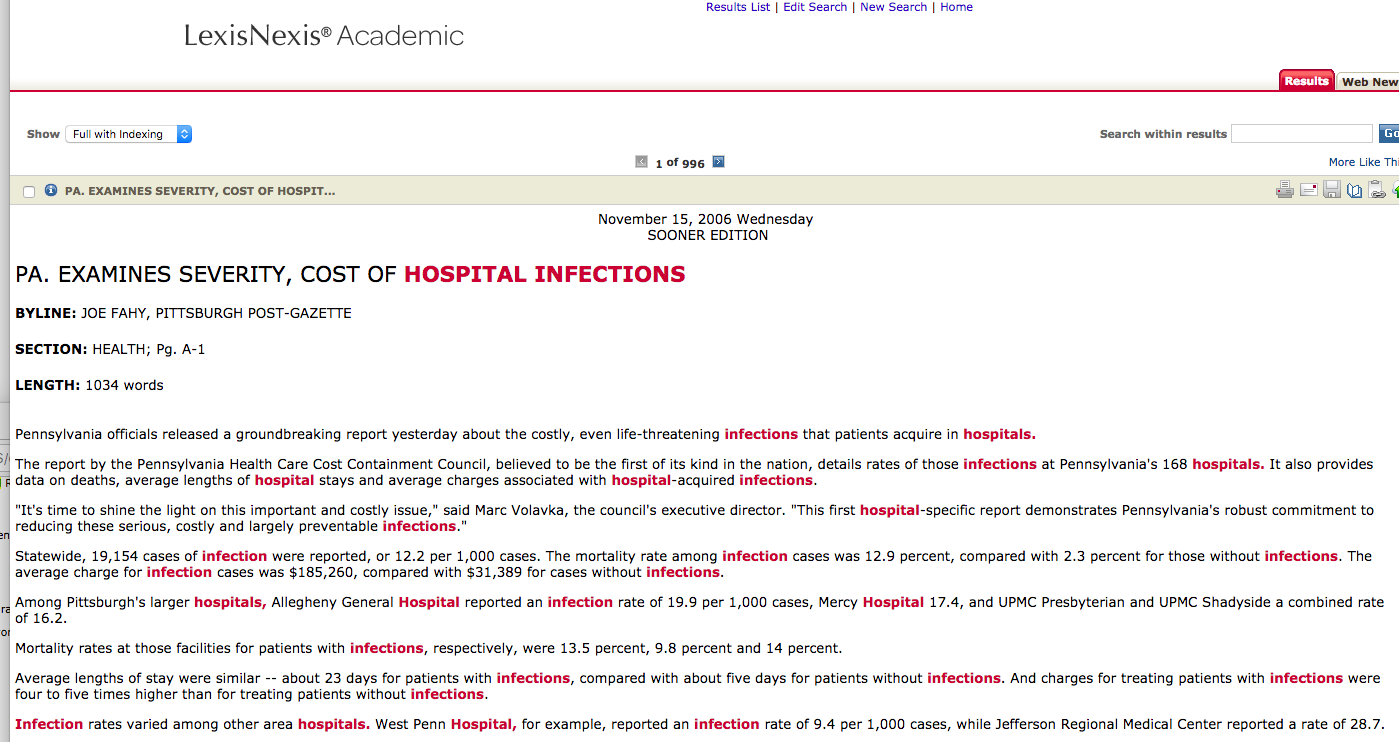 Results List | Edit Search | New Search | Home
LexisNexis® Academic
Results Web New
Show Full with Indexing
Search within results Go
1 of 996
More Like Thi
PA. EXAMINES SEVERITY, COST OF HOSPIT...
November 15, 2006 Wednesday
SOONER EDITION
PA. EXAMINES SEVERITY, COST OF HOSPITAL INFECTIONS
BYLINE: JOE FAHY, PITTSBURGH POST-GAZETTE
SECTION: HEALTH; Pg. A-1
LENGTH: 1034 words
Pennsylvania officials released a groundbreaking report yesterday about the costly, even life-threatening infections that patients acquire in hospitals.
The report by the Pennsylvania Health Care Cost Containment Council, believed to be the first of its kind in the nation, details rates of those infections at Pennsylvania's 168 hospitals. It also provides
data on deaths, average lengths of hospital stays and average charges associated with hospital-acquired infections.
"It's time to shine the light on this important and costly issue," said Marc Volavka, the council's executive director. "This first hospital-specific report demonstrates Pennsylvania's robust commitment to
reducing these serious, costly and largely preventable infections."
Statewide, 19,154 cases of infection were reported, or 12.2 per 1,000 cases. The mortality rate among infection cases was 12.9 percent, compared with 2.3 percent for those without infections. The
average charge for infection cases was $185,260, compared with $31,389 for cases without infections.
Among Pittsburgh's larger hospitals, Allegheny General Hospital reported an infection rate of 19.9 per 1,000 cases, Mercy Hospital 17.4, and UPMC Presbyterian and UPMC Shadyside a combined rate
of 16.2.
Mortality rates at those facilities for patients with infections, respectively, were 13.5 percent, 9.8 percent and 14 percent.
Average lengths of stay were similar -- about 23 days for patients with infections, compared with about five days for patients without infections. And charges for treating patients with infections were
four to five times higher than for treating patients without infections.
Infection rates varied among other area hospitals. West Penn Hospital, for example, reported an infection rate of 9.4 per 1,000 cases, while Jefferson Regional Medical Center reported a rate of 28.7.